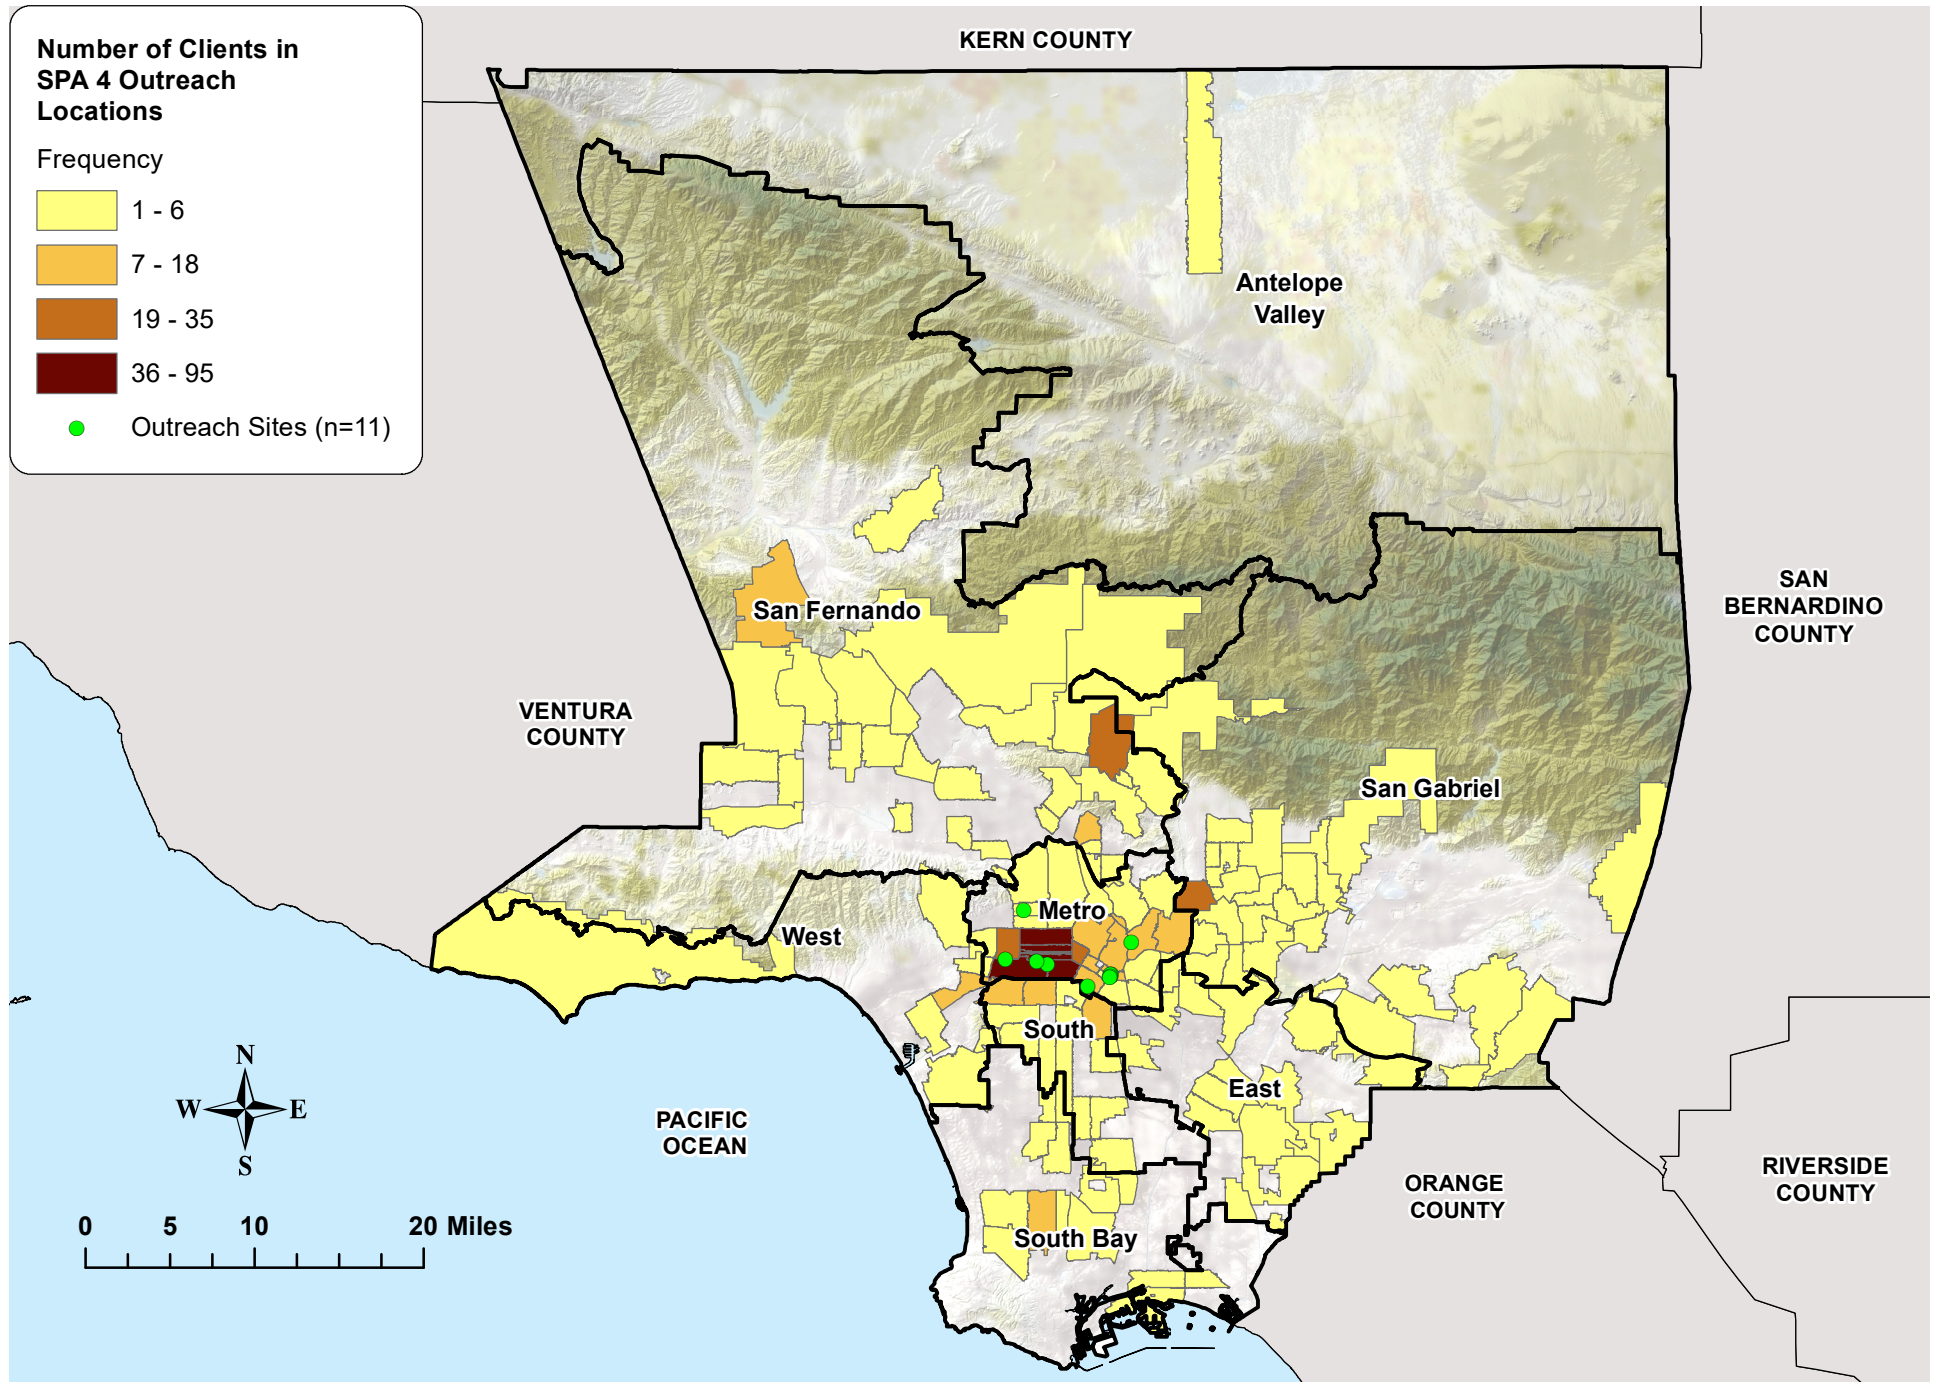 Number of Clients in
SPA 4 Outreach
Locations
Frequency
1 - 6
7 - 18
19 - 35
36 - 95
Outreach Sites (n=11)
KERN COUNTY
Antelope
Valley
SAN
BERNARDINO
COUNTY
San Fernando
VENTURA
COUNTY
San Gabriel
Metro
West
South
East
PACIFIC
OCEAN
N
W
E
S
RIVERSIDE
COUNTY
ORANGE
COUNTY
South Bay
0 5 10 20 Miles